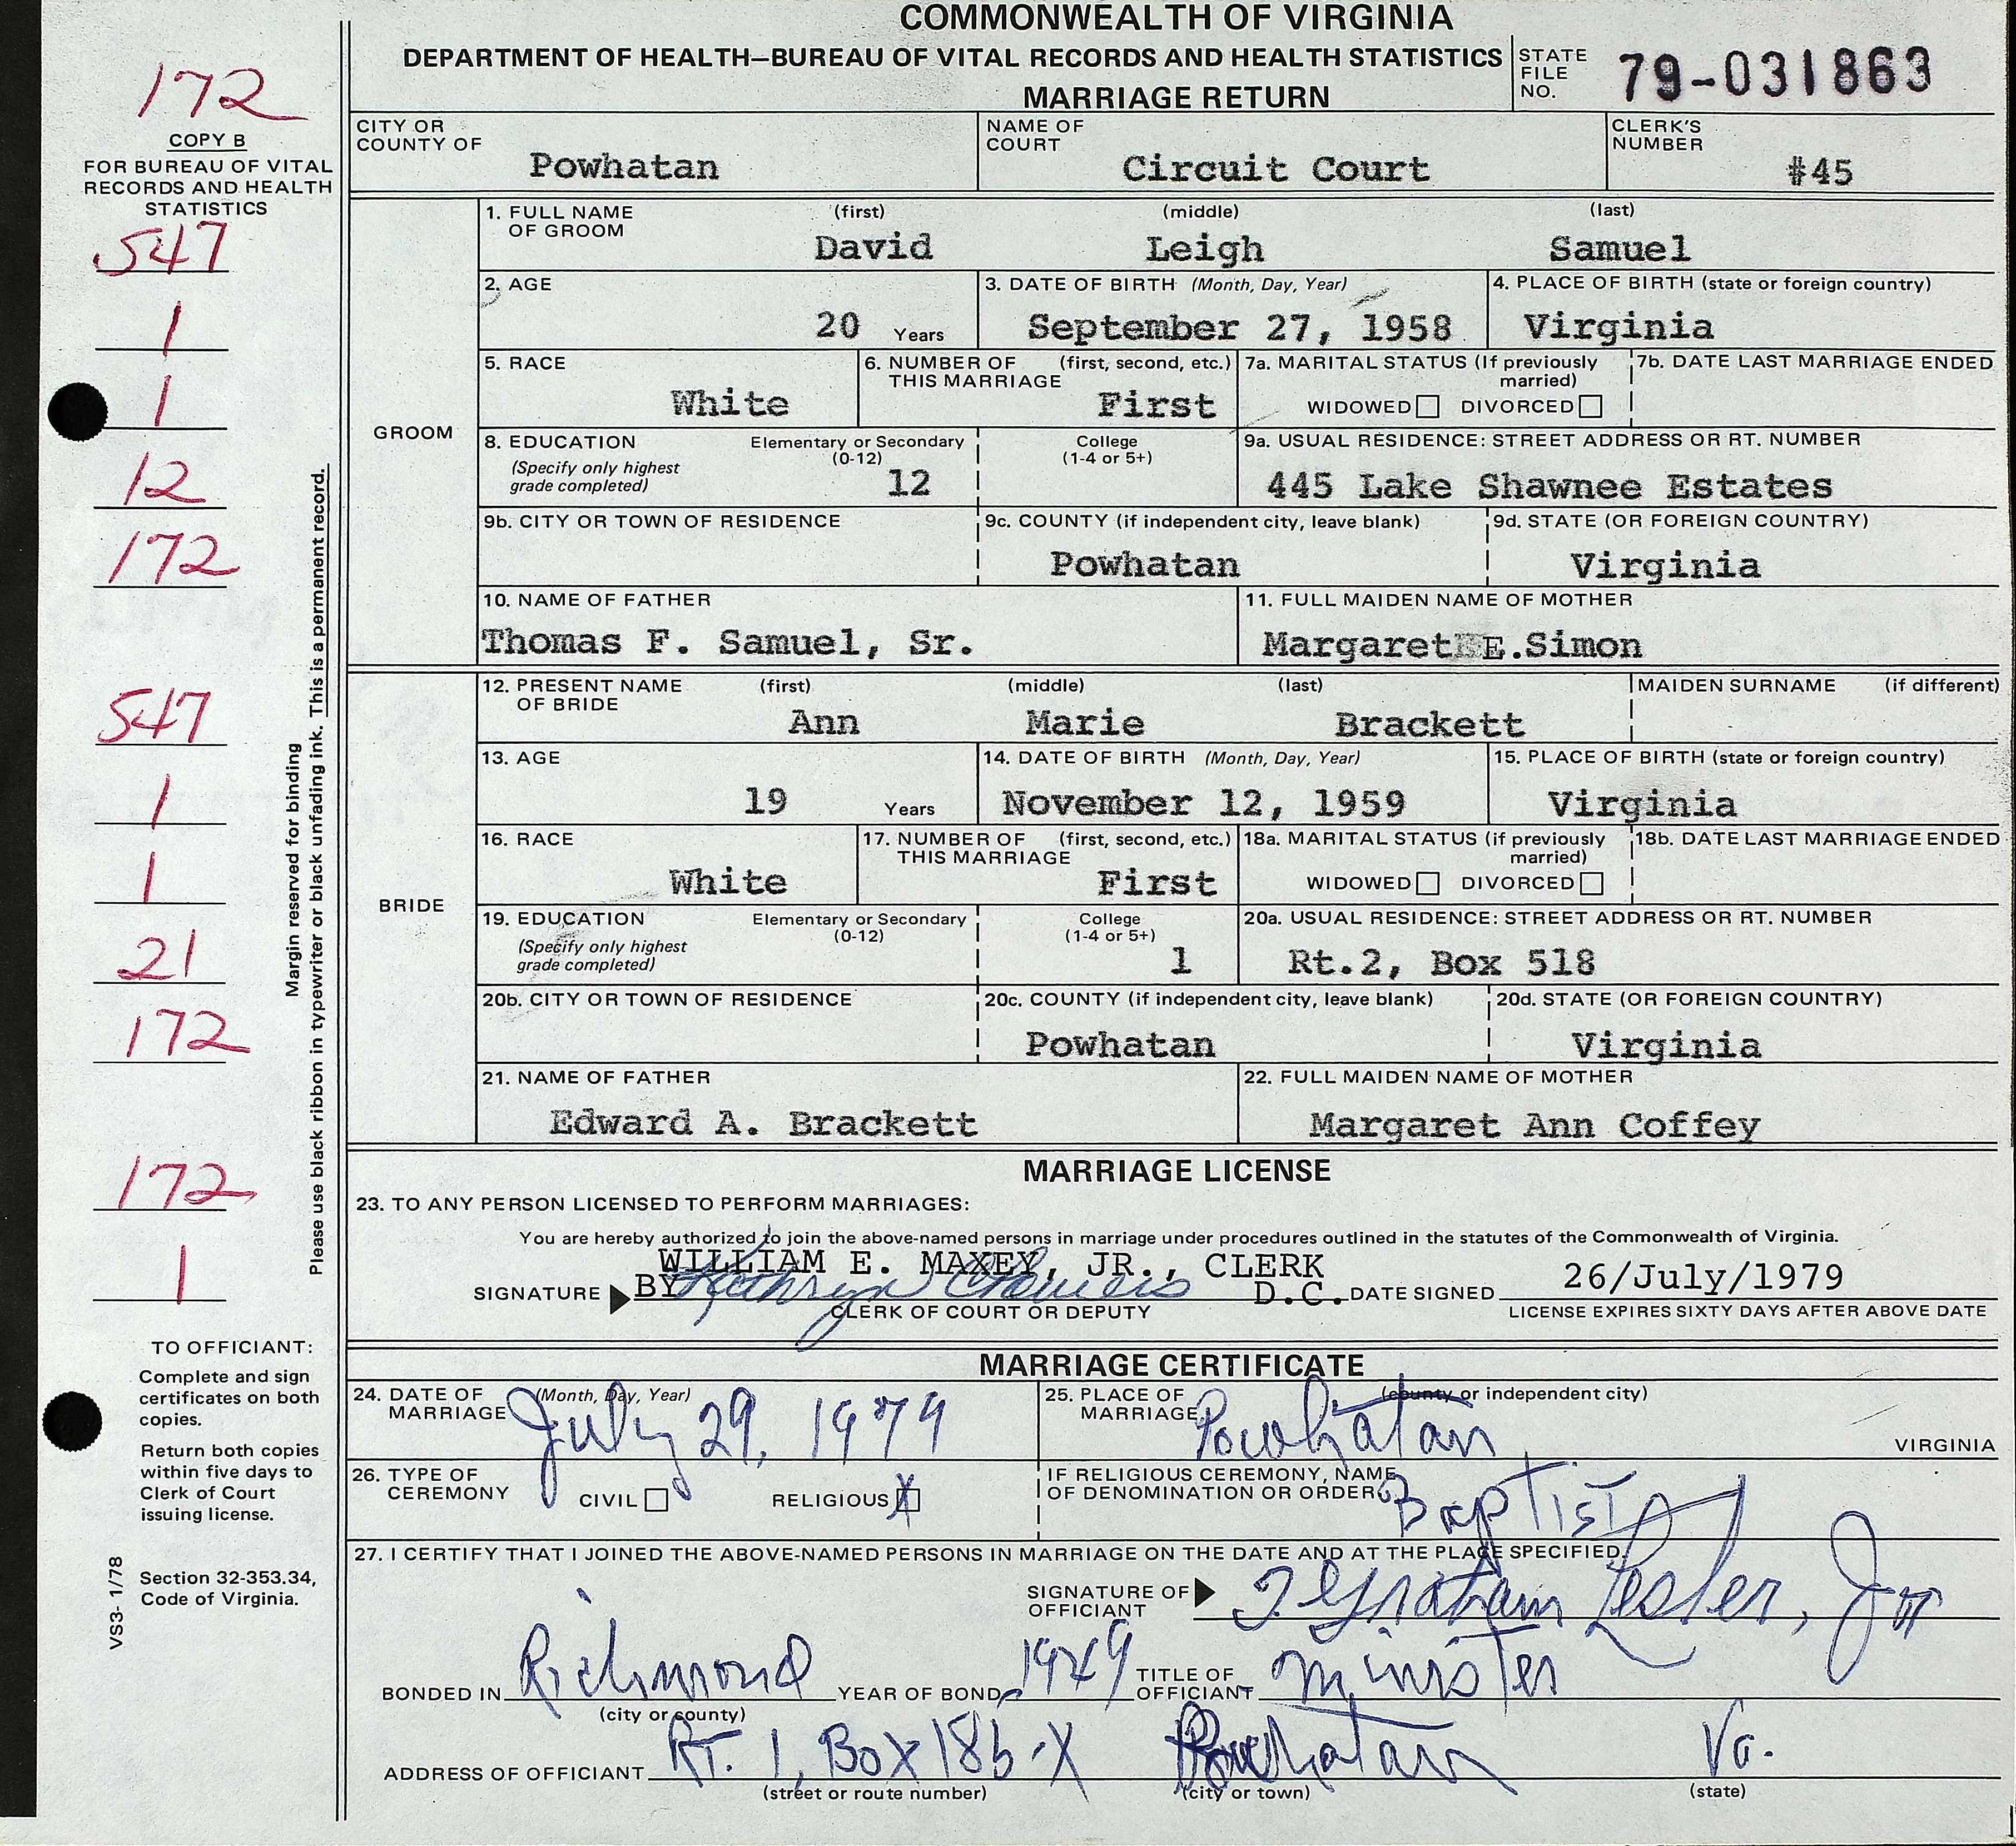 COMMONWEALTH OF VIRGINIA
DEPARTMENT OF HEALTH—BUREAU OF VITAL RECORDS AND HEALTH STATISTICS
MARRIAGE RETURN
STATE FILE NO. 79-031863
172
COPY B
FOR BUREAU OF VITAL
RECORDS AND HEALTH
STATISTICS
CITY OR COUNTY OF Powhatan
NAME OF COURT Circuit Court
CLERK'S NUMBER #45
547
1
1
12
172
547
1
1
21
172
172
1
Margin reserved for binding
Please use black ribbon in typewriter or black unfading ink. This is a permanent record.
GROOM
1. FULL NAME OF GROOM (first) David (middle) Leigh (last) Samuel
2. AGE 20 Years
3. DATE OF BIRTH (Month, Day, Year) September 27, 1958
4. PLACE OF BIRTH (state or foreign country) Virginia
5. RACE White
6. NUMBER OF THIS MARRIAGE (first, second, etc.) First
7a. MARITAL STATUS (If previously married) WIDOWED DIVORCED
7b. DATE LAST MARRIAGE ENDED
8. EDUCATION (Specify only highest grade completed) Elementary or Secondary (0-12) 12 College (1-4 or 5+)
9a. USUAL RESIDENCE: STREET ADDRESS OR RT. NUMBER 445 Lake Shawnee Estates
9b. CITY OR TOWN OF RESIDENCE
9c. COUNTY (if independent city, leave blank) Powhatan
9d. STATE (OR FOREIGN COUNTRY) Virginia
10. NAME OF FATHER Thomas F. Samuel, Sr.
11. FULL MAIDEN NAME OF MOTHER Margaret E.Simon
BRIDE
12. PRESENT NAME OF BRIDE (first) Ann (middle) Marie (last) Brackett
MAIDEN SURNAME (if different)
13. AGE 19 Years
14. DATE OF BIRTH (Month, Day, Year) November 12, 1959
15. PLACE OF BIRTH (state or foreign country) Virginia
16. RACE White
17. NUMBER OF THIS MARRIAGE (first, second, etc.) First
18a. MARITAL STATUS (if previously married) WIDOWED DIVORCED
18b. DATE LAST MARRIAGE ENDED
19. EDUCATION (Specify only highest grade completed) Elementary or Secondary (0-12) College (1-4 or 5+) 1
20a. USUAL RESIDENCE: STREET ADDRESS OR RT. NUMBER Rt.2, Box 518
20b. CITY OR TOWN OF RESIDENCE
20c. COUNTY (if independent city, leave blank) Powhatan
20d. STATE (OR FOREIGN COUNTRY) Virginia
21. NAME OF FATHER Edward A. Brackett
22. FULL MAIDEN NAME OF MOTHER Margaret Ann Coffey
MARRIAGE LICENSE
23. TO ANY PERSON LICENSED TO PERFORM MARRIAGES:
You are hereby authorized to join the above-named persons in marriage under procedures outlined in the statutes of the Commonwealth of Virginia.
WILLIAM E. MAXEY, JR., CLERK
SIGNATURE BY Kathryn D.C. DATE SIGNED 26/July/1979
CLERK OF COURT OR DEPUTY
LICENSE EXPIRES SIXTY DAYS AFTER ABOVE DATE
MARRIAGE CERTIFICATE
24. DATE OF MARRIAGE (Month, Day, Year) July 29, 1979
25. PLACE OF MARRIAGE (county or independent city) Powhatan VIRGINIA
26. TYPE OF CEREMONY CIVIL RELIGIOUS X
IF RELIGIOUS CEREMONY, NAME OF DENOMINATION OR ORDER Baptist
27. I CERTIFY THAT I JOINED THE ABOVE-NAMED PERSONS IN MARRIAGE ON THE DATE AND AT THE PLACE SPECIFIED.
SIGNATURE OF OFFICIANT Graham Lester, Jr
BONDED IN Richmond (city or county) YEAR OF BOND 1949 TITLE OF OFFICIANT Minister
ADDRESS OF OFFICIANT Rt. 1, Box 186-X Powhatan Va.
(street or route number) (city or town) (state)
TO OFFICIANT:
Complete and sign
certificates on both
copies.
Return both copies
within five days to
Clerk of Court
issuing license.
Section 32-353.34,
Code of Virginia.
VS3- 1/78